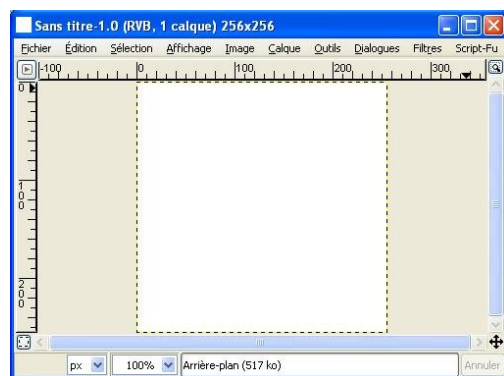 Sans titre-1.0 (RVB, 1 calque) 256x256
Fichier Édition Sélection Affichage Image Calque Outils Dialogues Filtres Script-Fu
-100 0 100 200 300
0
100
200
px 100% Arrière-plan (517 ko) Annuler